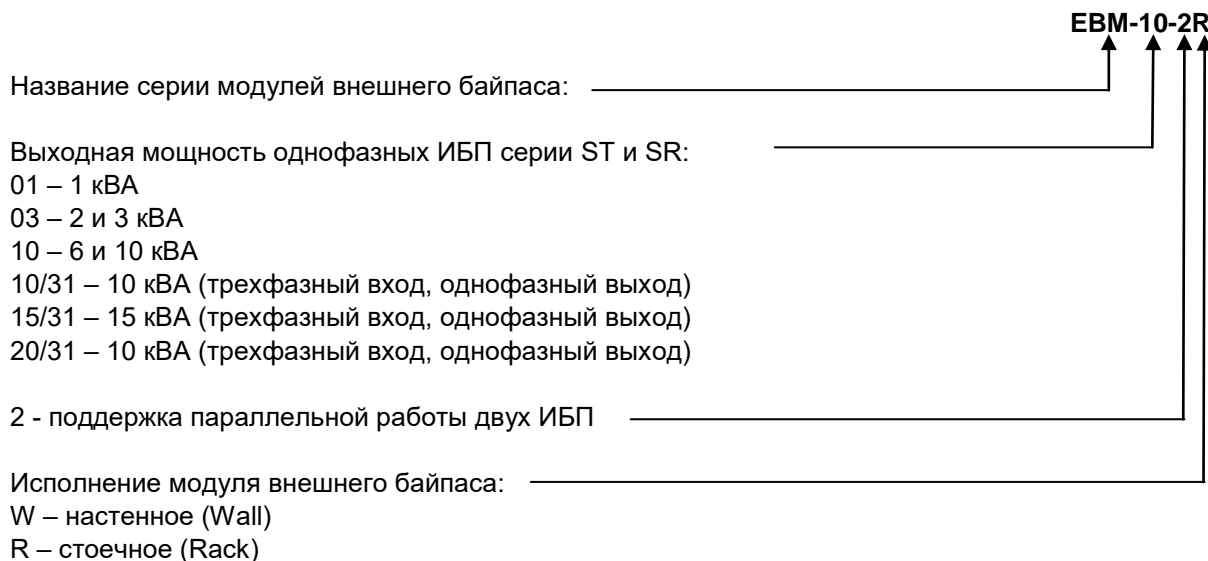 EBM-10-2R
Название серии модулей внешнего байпаса:
Выходная мощность однофазных ИБП серии ST и SR:
01 – 1 кВА
03 – 2 и 3 кВА
10 – 6 и 10 кВА
10/31 – 10 кВА (трехфазный вход, однофазный выход)
15/31 – 15 кВА (трехфазный вход, однофазный выход)
20/31 – 10 кВА (трехфазный вход, однофазный выход)
2 - поддержка параллельной работы двух ИБП
Исполнение модуля внешнего байпаса:
W – настенное (Wall)
R – стоечное (Rack)